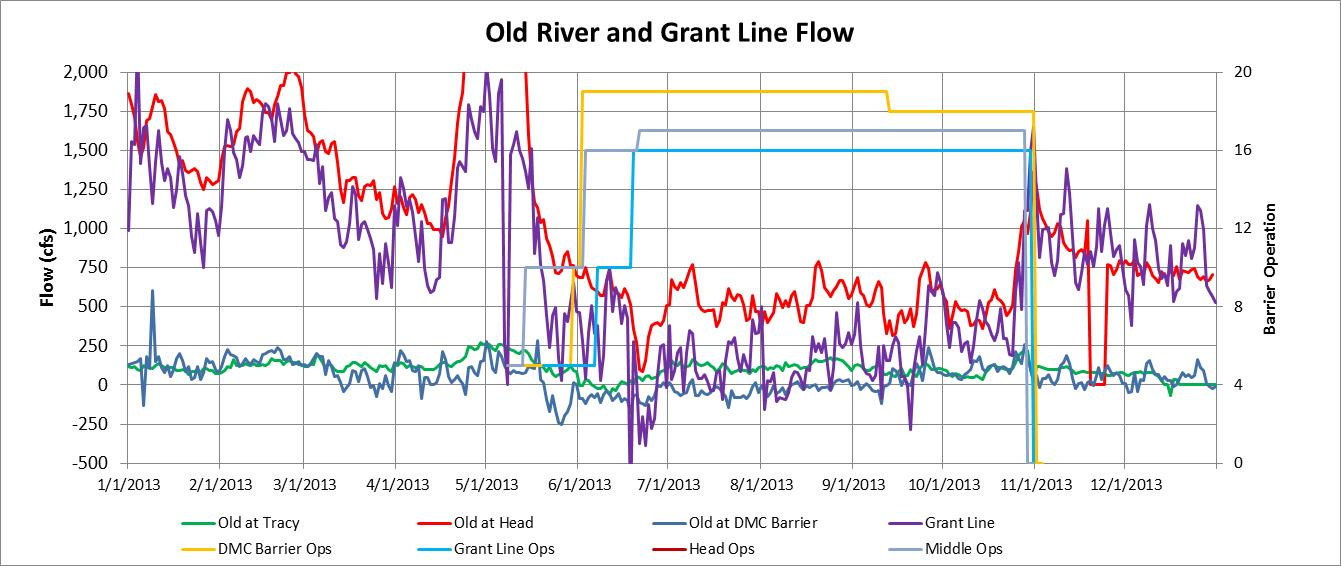 Old River and Grant Line Flow
2,000
1,750
1,500
1,250
1,000
750
500
250
0
-250
-500
Flow (cfs)
20
16
12
8
4
0
Barrier Operation
1/1/2013 2/1/2013 3/1/2013 4/1/2013 5/1/2013 6/1/2013 7/1/2013 8/1/2013 9/1/2013 10/1/2013 11/1/2013 12/1/2013
Old at Tracy Old at Head Old at DMC Barrier Grant Line
DMC Barrier Ops Grant Line Ops Head Ops Middle Ops